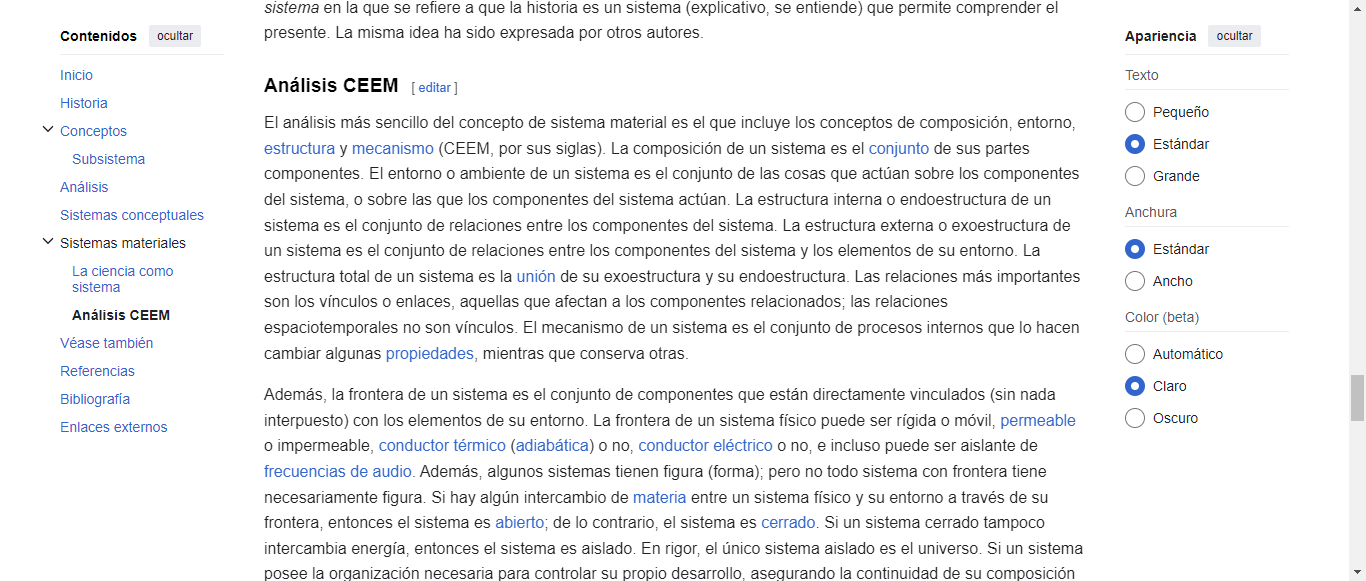 Contenidos ocultar
Inicio
Historia
Conceptos
Subsistema
Análisis
Sistemas conceptuales
Sistemas materiales
La ciencia como
sistema
Análisis CEEM
Véase también
Referencias
Bibliografía
Enlaces externos
sistema en la que se refiere a que la historia es un sistema (explicativo, se entiende) que permite comprender el
presente. La misma idea ha sido expresada por otros autores.
Análisis CEEM [ editar ]
El análisis más sencillo del concepto de sistema material es el que incluye los conceptos de composición, entorno,
estructura y mecanismo (CEEM, por sus siglas). La composición de un sistema es el conjunto de sus partes
componentes. El entorno o ambiente de un sistema es el conjunto de las cosas que actúan sobre los componentes
del sistema, o sobre las que los componentes del sistema actúan. La estructura interna o endoestructura de un
sistema es el conjunto de relaciones entre los componentes del sistema. La estructura externa o exoestructura de
un sistema es el conjunto de relaciones entre los componentes del sistema y los elementos de su entorno. La
estructura total de un sistema es la unión de su exoestructura y su endoestructura. Las relaciones más importantes
son los vínculos o enlaces, aquellas que afectan a los componentes relacionados; las relaciones
espaciotemporales no son vínculos. El mecanismo de un sistema es el conjunto de procesos internos que lo hacen
cambiar algunas propiedades, mientras que conserva otras.
Además, la frontera de un sistema es el conjunto de componentes que están directamente vinculados (sin nada
interpuesto) con los elementos de su entorno. La frontera de un sistema físico puede ser rígida o móvil, permeable
o impermeable, conductor térmico (adiabática) o no, conductor eléctrico o no, e incluso puede ser aislante de
frecuencias de audio. Además, algunos sistemas tienen figura (forma); pero no todo sistema con frontera tiene
necesariamente figura. Si hay algún intercambio de materia entre un sistema físico y su entorno a través de su
frontera, entonces el sistema es abierto; de lo contrario, el sistema es cerrado. Si un sistema cerrado tampoco
intercambia energía, entonces el sistema es aislado. En rigor, el único sistema aislado es el universo. Si un sistema
posee la organización necesaria para controlar su propio desarrollo, asegurando la continuidad de su composición
Apariencia ocultar
Texto
Pequeño
Estándar
Grande
Anchura
Estándar
Ancho
Color (beta)
Automático
Claro
Oscuro